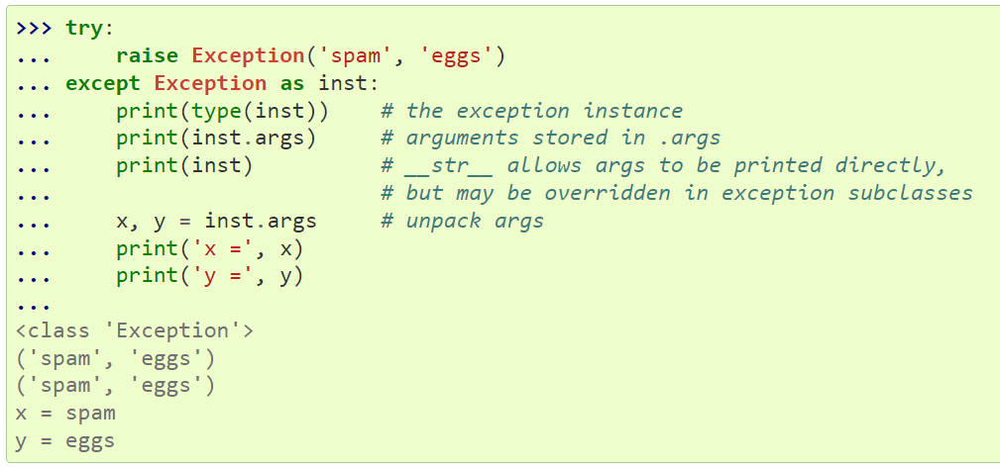 >>> try:
...     raise Exception('spam', 'eggs')
... except Exception as inst:
...     print(type(inst))    # the exception instance
...     print(inst.args)     # arguments stored in .args
...     print(inst)          # __str__ allows args to be printed directly,
...                          # but may be overridden in exception subclasses
...     x, y = inst.args     # unpack args
...     print('x =', x)
...     print('y =', y)
...
<class 'Exception'>
('spam', 'eggs')
('spam', 'eggs')
x = spam
y = eggs